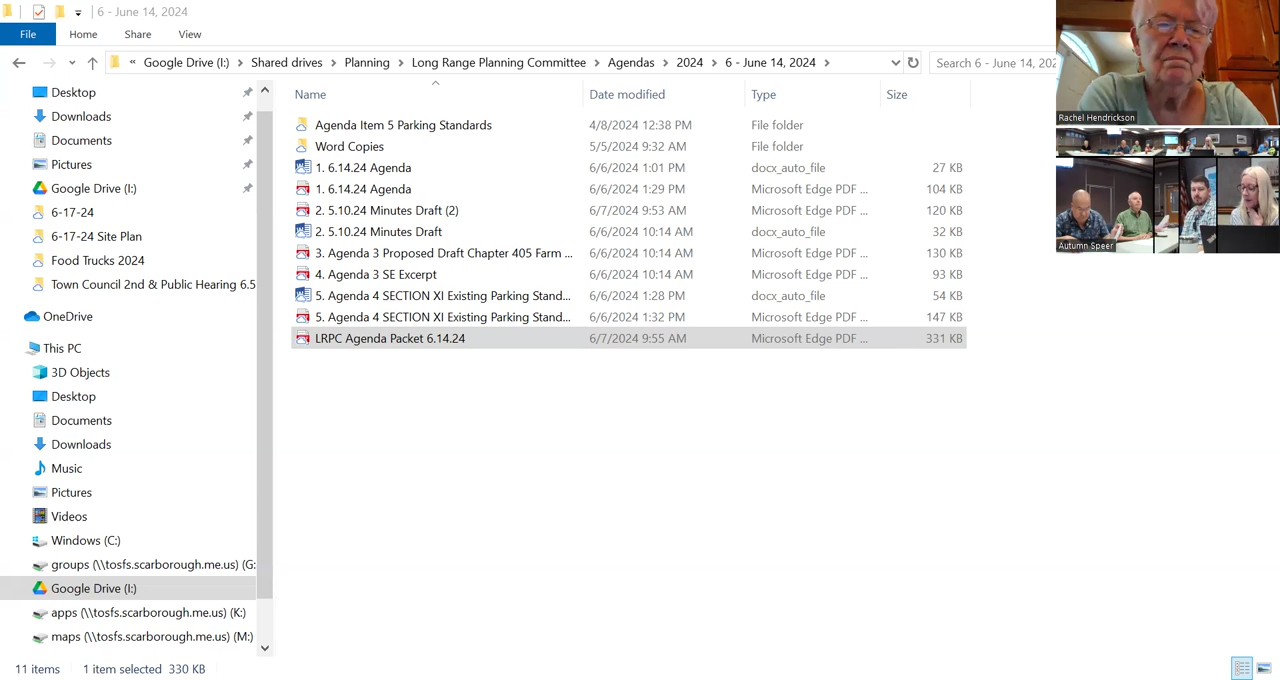 6 - June 14, 2024
File Home Share View
« Google Drive (I:) > Shared drives > Planning > Long Range Planning Committee > Agendas > 2024 > 6 - June 14, 2024 >
Search 6 - June 14, 202
Desktop
Downloads
Documents
Pictures
Google Drive (I:)
6-17-24
6-17-24 Site Plan
Food Trucks 2024
Town Council 2nd & Public Hearing 6.5
OneDrive
This PC
3D Objects
Desktop
Documents
Downloads
Music
Pictures
Videos
Windows (C:)
groups (\\tosfs.scarborough.me.us) (G:
Google Drive (I:)
apps (\\tosfs.scarborough.me.us) (K:)
maps (\\tosfs.scarborough.me.us) (M:)
Name Date modified Type Size
Agenda Item 5 Parking Standards 4/8/2024 12:38 PM File folder
Word Copies 5/5/2024 9:32 AM File folder
1. 6.14.24 Agenda 6/6/2024 1:01 PM docx_auto_file 27 KB
1. 6.14.24 Agenda 6/6/2024 1:29 PM Microsoft Edge PDF ... 104 KB
2. 5.10.24 Minutes Draft (2) 6/7/2024 9:53 AM Microsoft Edge PDF ... 120 KB
2. 5.10.24 Minutes Draft 6/6/2024 10:14 AM docx_auto_file 32 KB
3. Agenda 3 Proposed Draft Chapter 405 Farm ... 6/6/2024 10:14 AM Microsoft Edge PDF ... 130 KB
4. Agenda 3 SE Excerpt 6/6/2024 10:14 AM Microsoft Edge PDF ... 93 KB
5. Agenda 4 SECTION XI Existing Parking Stand... 6/6/2024 1:28 PM docx_auto_file 54 KB
5. Agenda 4 SECTION XI Existing Parking Stand... 6/6/2024 1:32 PM Microsoft Edge PDF ... 147 KB
LRPC Agenda Packet 6.14.24 6/7/2024 9:55 AM Microsoft Edge PDF ... 331 KB
Rachel Hendrickson
Autumn Speer
11 items 1 item selected 330 KB